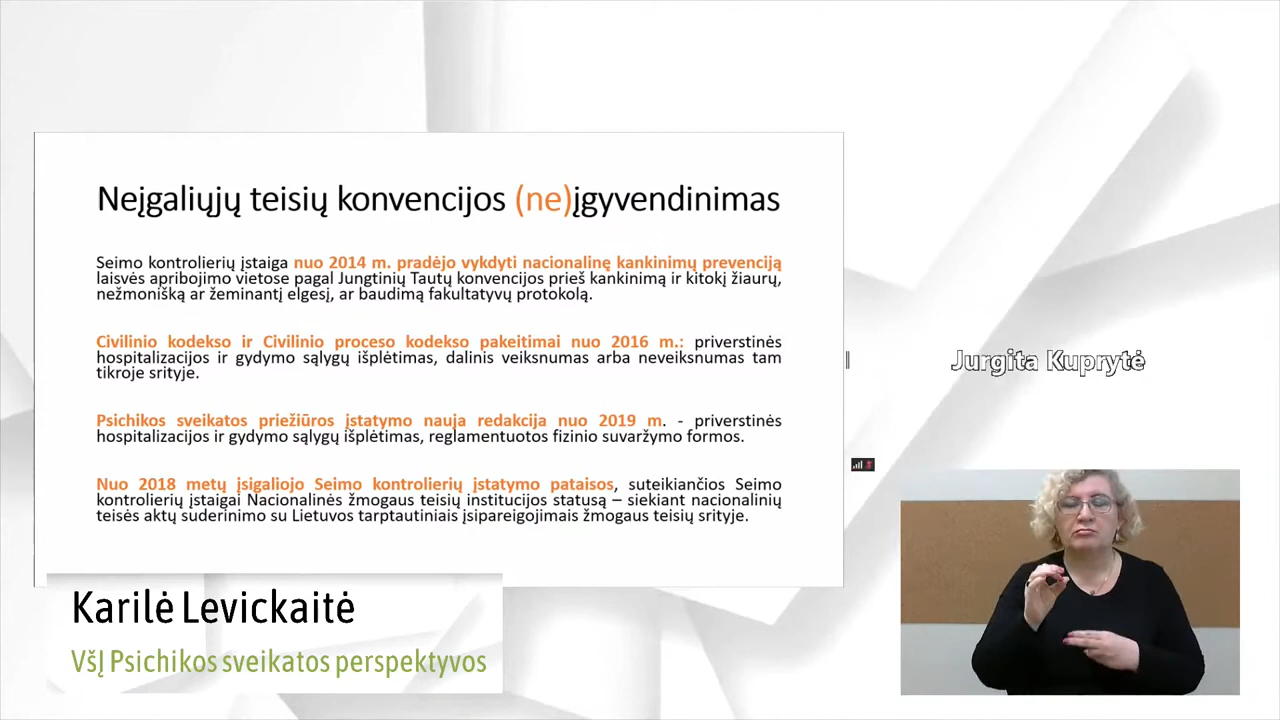 Neįgaliųjų teisių konvencijos (ne)įgyvendinimas
Seimo kontrolierių įstaiga nuo 2014 m. pradėjo vykdyti nacionalinę kankinimų prevenciją
laisvės apribojimo vietose pagal Jungtinių Tautų konvencijos prieš kankinimą ir kitokį žiaurų,
nežmonišką ar žeminantį elgesį, ar baudimą fakultatyvų protokolą.
Civilinio kodekso ir Civilinio proceso kodekso pakeitimai nuo 2016 m.: priverstinės
hospitalizacijos ir gydymo sąlygų išplėtimas, dalinis veiksnumas arba neveiksnumas tam
tikroje srityje.
Psichikos sveikatos priežiūros įstatymo nauja redakcija nuo 2019 m. - priverstinės
hospitalizacijos ir gydymo sąlygų išplėtimas, reglamentuotos fizinio suvaržymo formos.
Nuo 2018 metų įsigaliojo Seimo kontrolierių įstatymo pataisos, suteikiančios Seimo
kontrolierių įstaigai Nacionalinės žmogaus teisių institucijos statusą – siekiant nacionalinių
teisės aktų suderinimo su Lietuvos tarptautiniais įsipareigojimais žmogaus teisių srityje.
Jurgita Kuprytė
Karilė Levickaitė
VšĮ Psichikos sveikatos perspektyvos